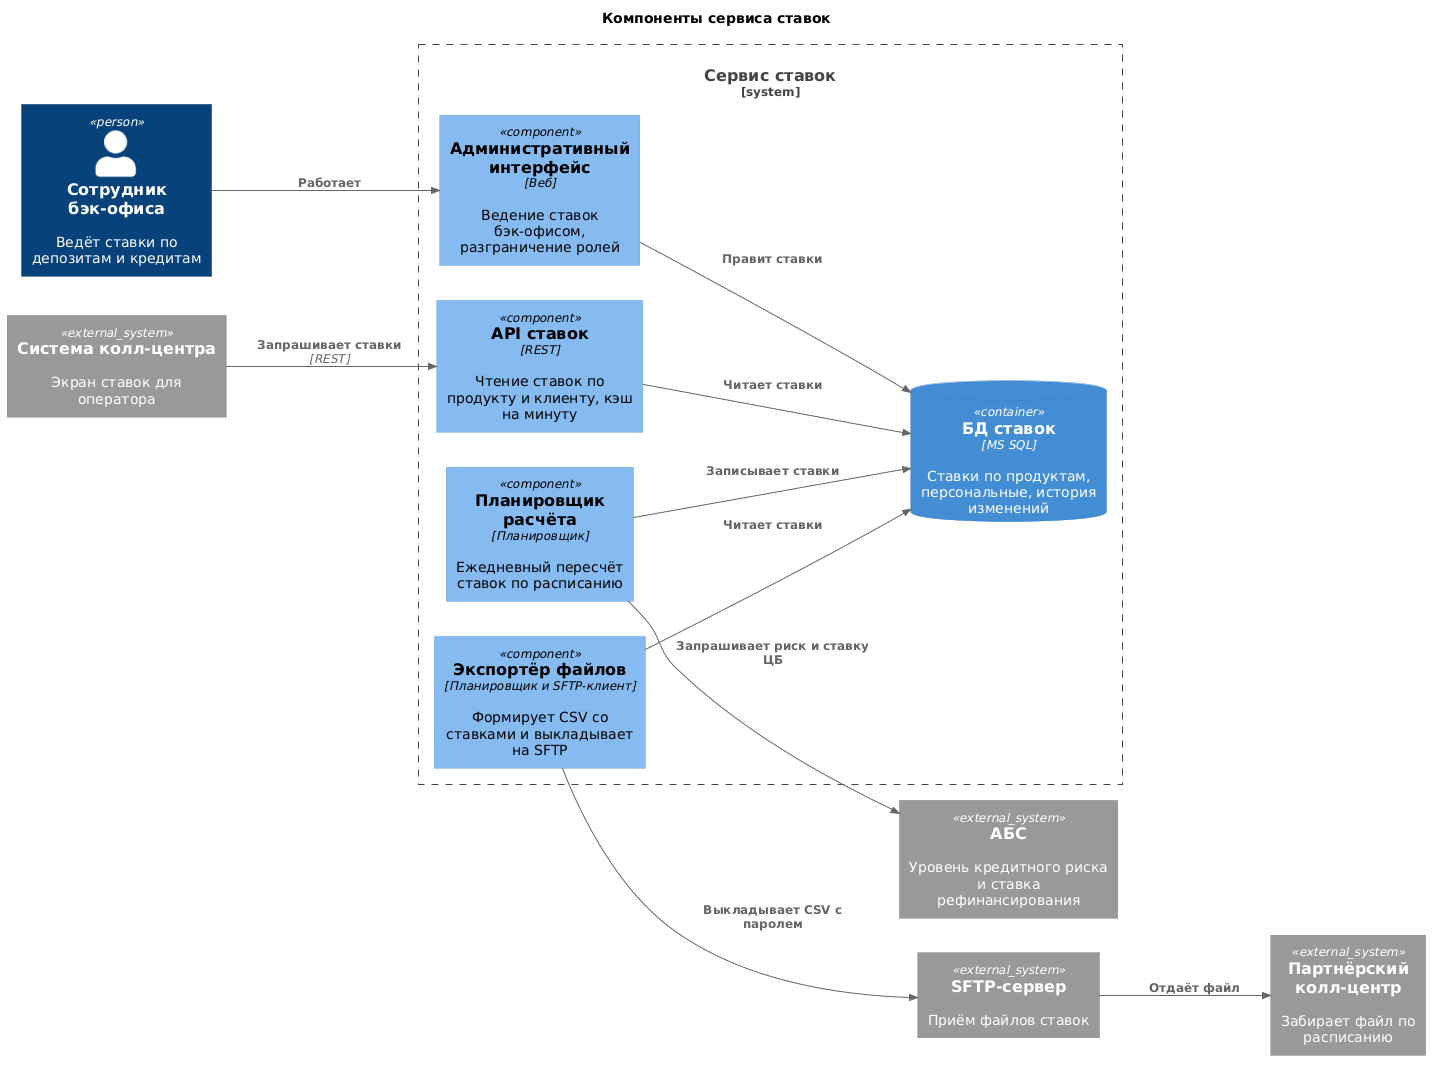 Компоненты сервиса ставок
Сервис ставок
[system]
«person»
Сотрудник
бэк-офиса
Ведёт ставки по
депозитам и кредитам
Работает
«component»
Административный
интерфейс
[Веб]
Ведение ставок
бэк-офисом,
разграничение ролей
Правит ставки
«external_system»
Система колл-центра
Экран ставок для
оператора
Запрашивает ставки
[REST]
«component»
API ставок
[REST]
Чтение ставок по
продукту и клиенту, кэш
на минуту
Читает ставки
«container»
БД ставок
[MS SQL]
Ставки по продуктам,
персональные, история
изменений
«component»
Планировщик
расчёта
[Планировщик]
Ежедневный пересчёт
ставок по расписанию
Записывает ставки
Читает ставки
«component»
Экспортёр файлов
[Планировщик и SFTP-клиент]
Формирует CSV со
ставками и выкладывает
на SFTP
Запрашивает риск и ставку
ЦБ
«external_system»
АБС
Уровень кредитного риска
и ставка
рефинансирования
Выкладывает CSV с
паролем
«external_system»
SFTP-сервер
Приём файлов ставок
Отдаёт файл
«external_system»
Партнёрский
колл-центр
Забирает файл по
расписанию